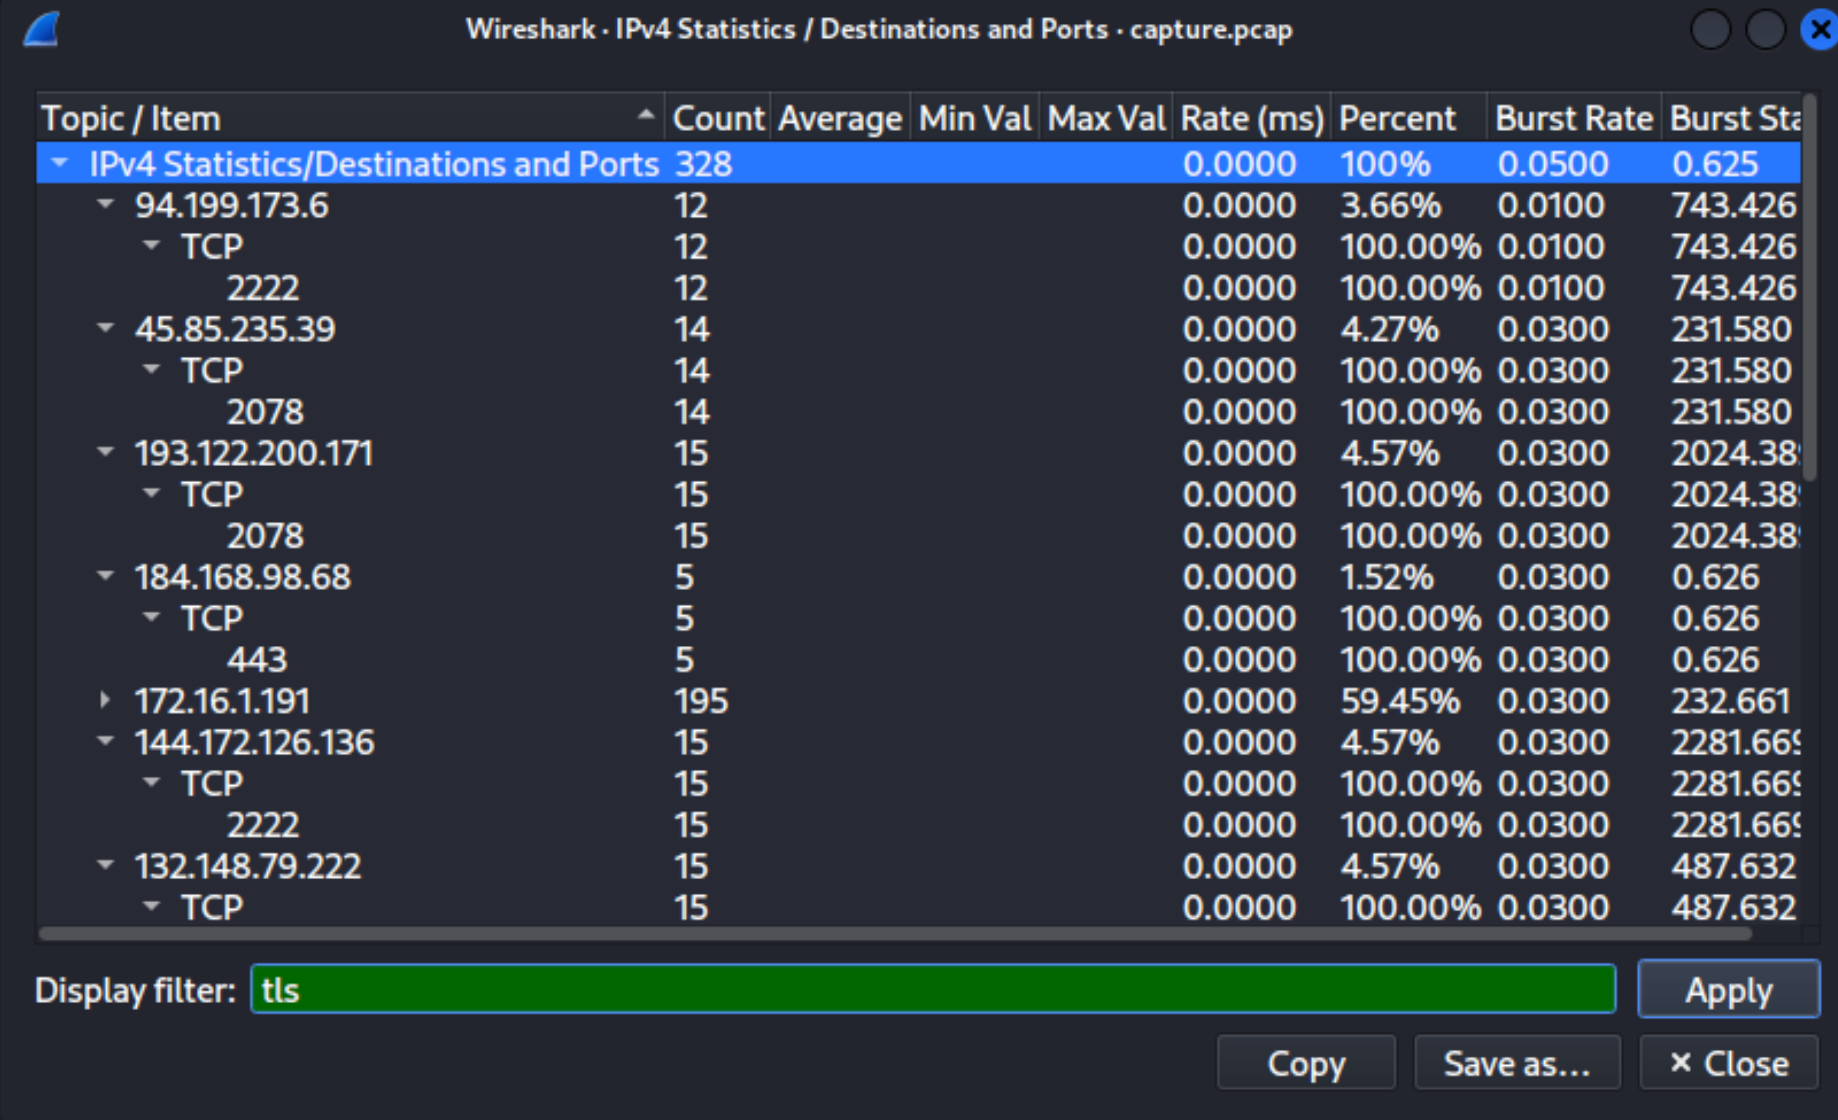 Wireshark · IPv4 Statistics / Destinations and Ports · capture.pcap
Topic / Item Count Average Min Val Max Val Rate (ms) Percent Burst Rate Burst Sta
IPv4 Statistics/Destinations and Ports 328 0.0000 100% 0.0500 0.625
94.199.173.6 12 0.0000 3.66% 0.0100 743.426
TCP 12 0.0000 100.00% 0.0100 743.426
2222 12 0.0000 100.00% 0.0100 743.426
45.85.235.39 14 0.0000 4.27% 0.0300 231.580
TCP 14 0.0000 100.00% 0.0300 231.580
2078 14 0.0000 100.00% 0.0300 231.580
193.122.200.171 15 0.0000 4.57% 0.0300 2024.38
TCP 15 0.0000 100.00% 0.0300 2024.38
2078 15 0.0000 100.00% 0.0300 2024.38
184.168.98.68 5 0.0000 1.52% 0.0300 0.626
TCP 5 0.0000 100.00% 0.0300 0.626
443 5 0.0000 100.00% 0.0300 0.626
172.16.1.191 195 0.0000 59.45% 0.0300 232.661
144.172.126.136 15 0.0000 4.57% 0.0300 2281.669
TCP 15 0.0000 100.00% 0.0300 2281.669
2222 15 0.0000 100.00% 0.0300 2281.669
132.148.79.222 15 0.0000 4.57% 0.0300 487.632
TCP 15 0.0000 100.00% 0.0300 487.632
Display filter: tls Apply
Copy Save as... Close